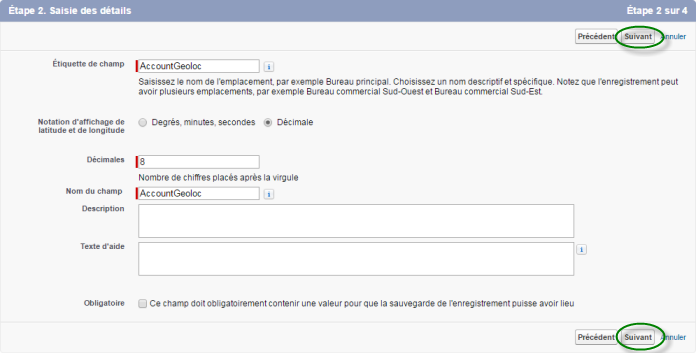 Étape 2. Saisie des détails Étape 2 sur 4
Précédent Suivant Annuler
Étiquette de champ AccountGeoloc i
Saisissez le nom de l'emplacement, par exemple Bureau principal. Choisissez un nom descriptif et spécifique. Notez que l'enregistrement peut
avoir plusieurs emplacements, par exemple Bureau commercial Sud-Ouest et Bureau commercial Sud-Est.
Notation d'affichage de
latitude et de longitude
Degrés, minutes, secondes Décimale
Décimales 8
Nombre de chiffres placés après la virgule
Nom du champ AccountGeoloc i
Description
Texte d'aide i
Obligatoire Ce champ doit obligatoirement contenir une valeur pour que la sauvegarde de l'enregistrement puisse avoir lieu
Précédent Suivant Annuler